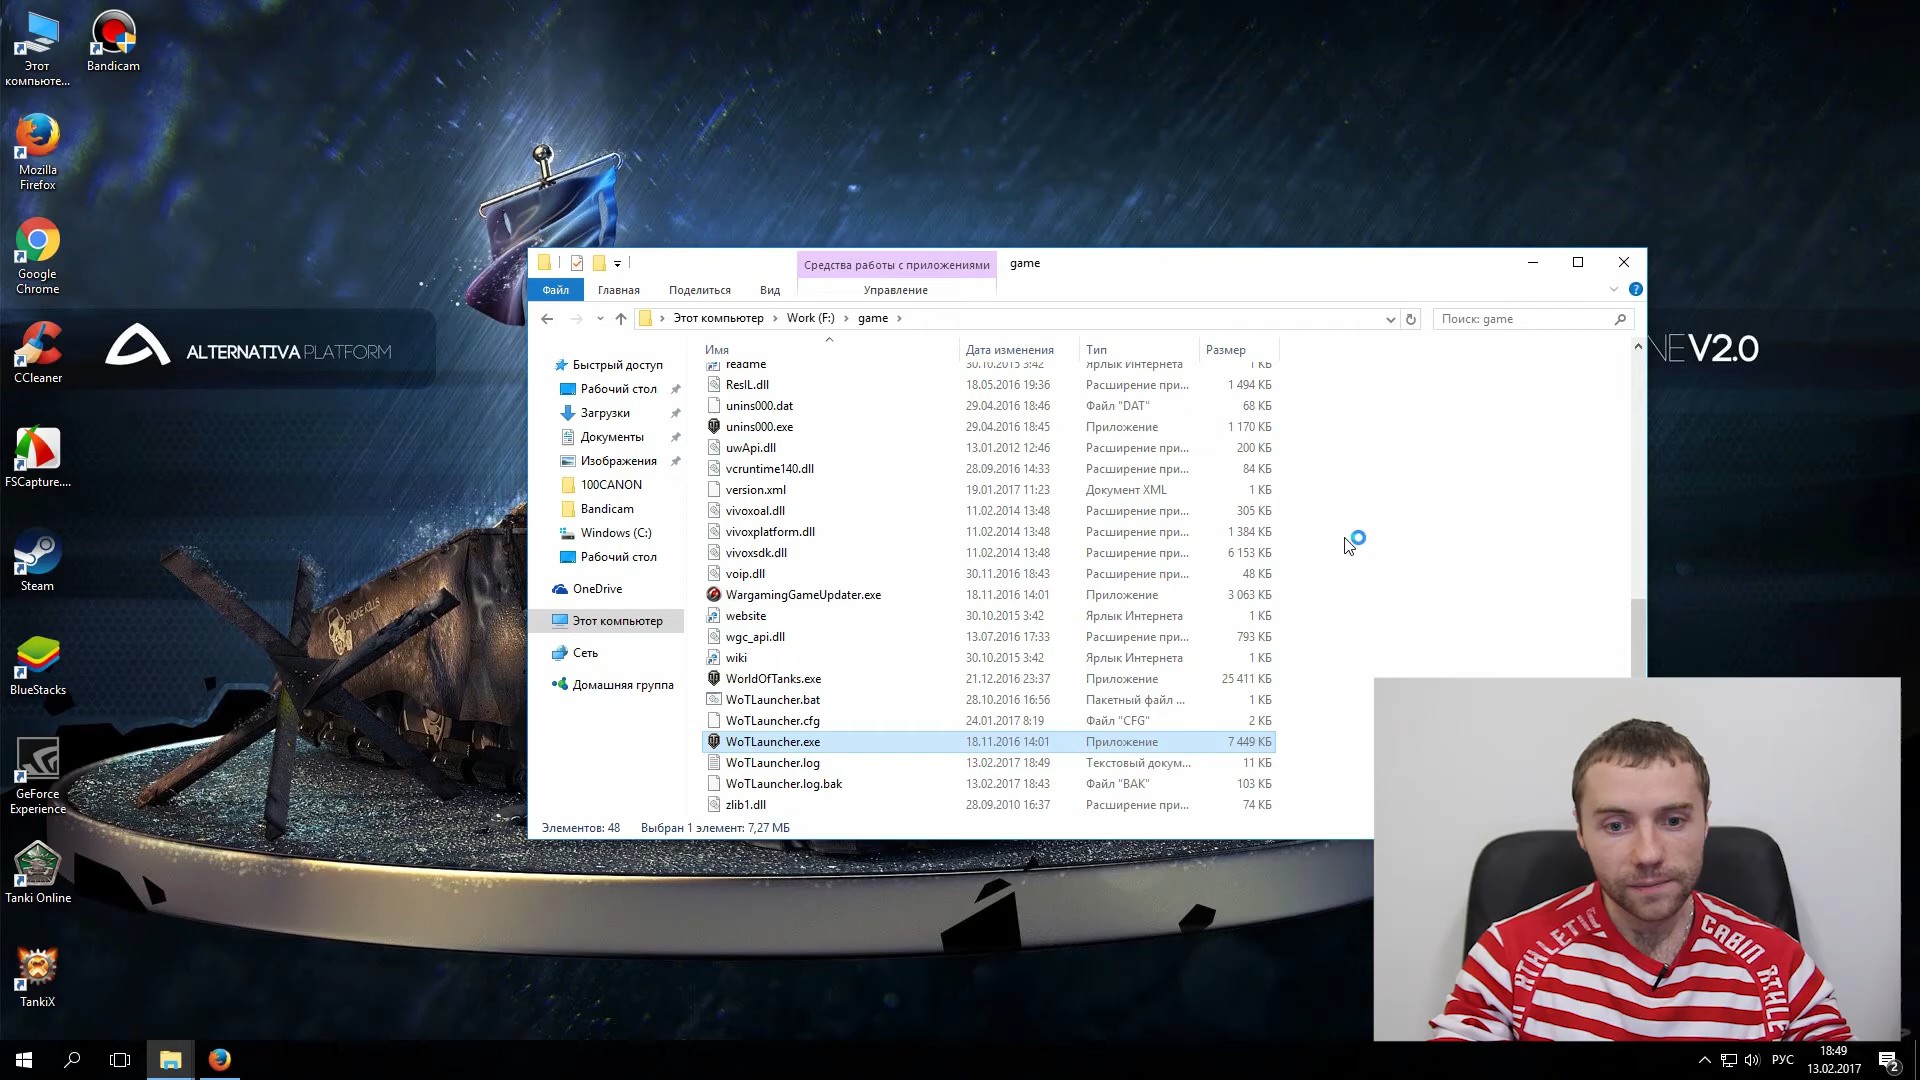 Этот
компьюте...
Bandicam
Mozilla
Firefox
Google
Chrome
CCleaner
FSCapture....
Steam
BlueStacks
GeForce
Experience
Tanki Online
TankiX
ALTERNATIVA PLATFORM
V2.0
SMOKE KILLS
Средства работы с приложениями
game
Файл
Главная
Поделиться
Вид
Управление
Этот компьютер
Work (F:)
game
Поиск: game
Быстрый доступ
Рабочий стол
Загрузки
Документы
Изображения
100CANON
Bandicam
Windows (C:)
Рабочий стол
OneDrive
Этот компьютер
Сеть
Домашняя группа
Имя Дата изменения Тип Размер
readme 30.10.2015 3:42 Ярлык Интернета 1 КБ
ResIL.dll 18.05.2016 19:36 Расширение при... 1 494 КБ
unins000.dat 29.04.2016 18:46 Файл "DAT" 68 КБ
unins000.exe 29.04.2016 18:45 Приложение 1 170 КБ
uwApi.dll 13.01.2012 12:46 Расширение при... 200 КБ
vcruntime140.dll 28.09.2016 14:33 Расширение при... 84 КБ
version.xml 19.01.2017 11:23 Документ XML 1 КБ
vivoxoal.dll 11.02.2014 13:48 Расширение при... 305 КБ
vivoxplatform.dll 11.02.2014 13:48 Расширение при... 1 384 КБ
vivoxsdk.dll 11.02.2014 13:48 Расширение при... 6 153 КБ
voip.dll 30.11.2016 18:43 Расширение при... 48 КБ
WargamingGameUpdater.exe 18.11.2016 14:01 Приложение 3 063 КБ
website 30.10.2015 3:42 Ярлык Интернета 1 КБ
wgc_api.dll 13.07.2016 17:33 Расширение при... 793 КБ
wiki 30.10.2015 3:42 Ярлык Интернета 1 КБ
WorldOfTanks.exe 21.12.2016 23:37 Приложение 25 411 КБ
WoTLauncher.bat 28.10.2016 16:56 Пакетный файл ... 1 КБ
WoTLauncher.cfg 24.01.2017 8:19 Файл "CFG" 2 КБ
WoTLauncher.exe 18.11.2016 14:01 Приложение 7 449 КБ
WoTLauncher.log 13.02.2017 18:49 Текстовый докум... 11 КБ
WoTLauncher.log.bak 13.02.2017 18:43 Файл "BAK" 103 КБ
zlib1.dll 28.09.2010 16:37 Расширение при... 74 КБ
Элементов: 48 Выбран 1 элемент: 7,27 МБ
ATHLETIC
CABIN
ATHLE
РУС
18:49
13.02.2017
2